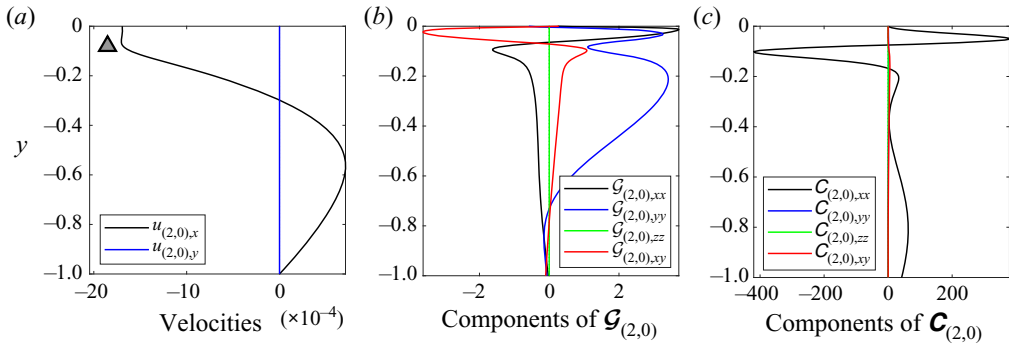 (a) (b) (c)
0 0 0
–0.2 –0.2 –0.2
–0.4 –0.4 –0.4
y
–0.6 –0.6 –0.6
–0.8 –0.8 –0.8
–1.0 –1.0 –1.0
u(2,0),x
u(2,0),y
𝒢(2,0),xx
𝒢(2,0),yy
𝒢(2,0),zz
𝒢(2,0),xy
C(2,0),xx
C(2,0),yy
C(2,0),zz
C(2,0),xy
–20 –10 0 –2 0 2 –400 –200 0 200
Velocities (×10–4) Components of 𝒢(2,0) Components of C(2,0)